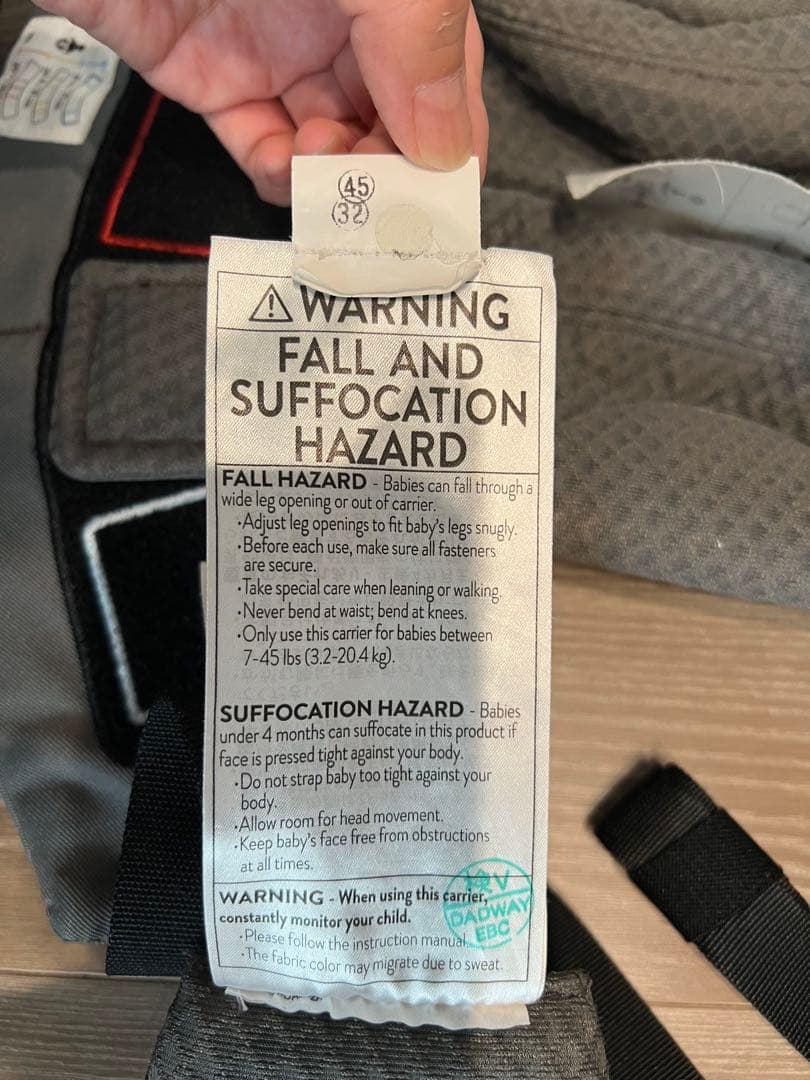 45
32
WARNING
FALL AND
SUFFOCATION
HAZARD
FALL HAZARD - Babies can fall through a
wide leg opening or out of carrier.
•Adjust leg openings to fit baby's legs snugly.
•Before each use, make sure all fasteners
are secure.
•Take special care when leaning or walking.
•Never bend at waist; bend at knees.
•Only use this carrier for babies between
7-45 lbs (3.2-20.4 kg).
SUFFOCATION HAZARD - Babies
under 4 months can suffocate in this product if
face is pressed tight against your body.
•Do not strap baby too tight against your
body.
•Allow room for head movement.
•Keep baby's face free from obstructions
at all times.
WARNING - When using this carrier,
constantly monitor your child.
•Please follow the instruction manual.
•The fabric color may migrate due to sweat.
検V
DADWAY
EBC